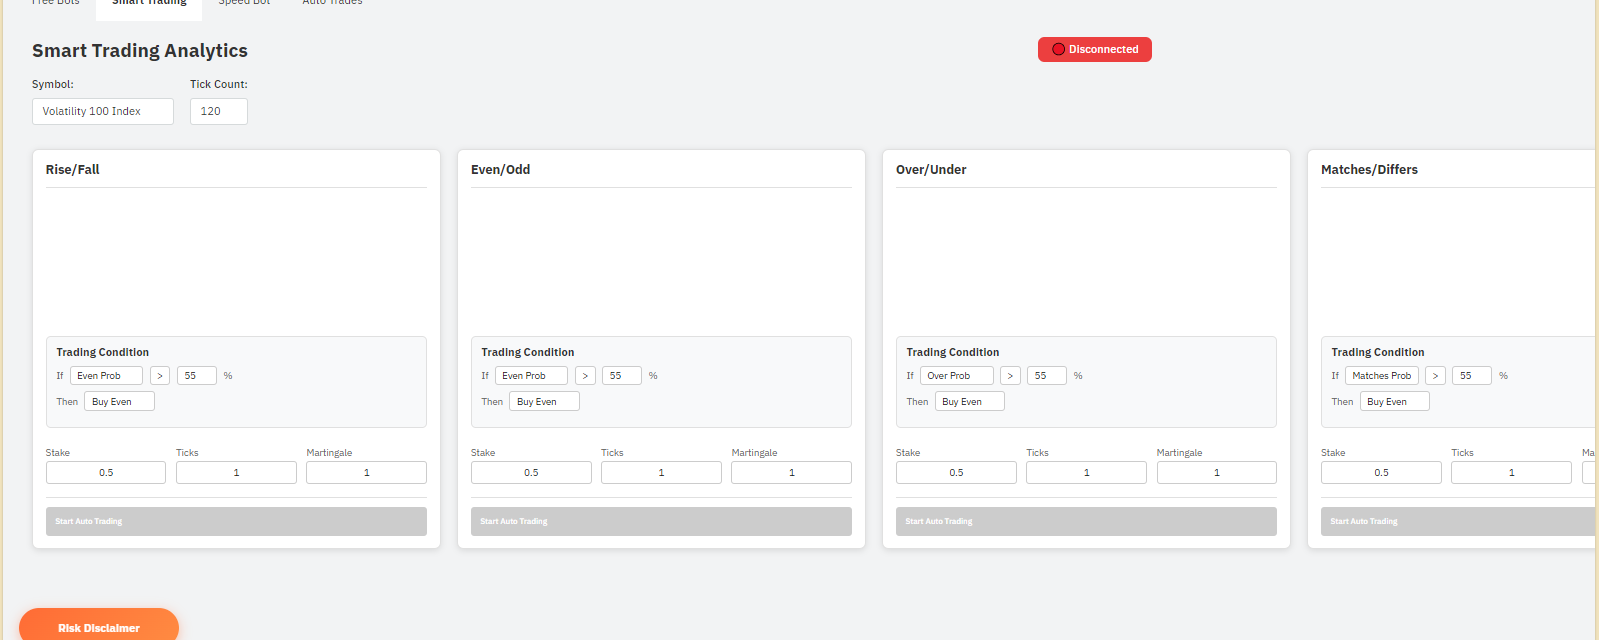 Free Bots Smart Trading Speed Bot Auto Trades
Smart Trading Analytics
Disconnected
Symbol: Tick Count:
Volatility 100 Index 120
Rise/Fall
Trading Condition
If Even Prob > 55 %
Then Buy Even
Stake Ticks Martingale
0.5 1 1
Start Auto Trading
Even/Odd
Trading Condition
If Even Prob > 55 %
Then Buy Even
Stake Ticks Martingale
0.5 1 1
Start Auto Trading
Over/Under
Trading Condition
If Over Prob > 55 %
Then Buy Even
Stake Ticks Martingale
0.5 1 1
Start Auto Trading
Matches/Differs
Trading Condition
If Matches Prob > 55 %
Then Buy Even
Stake Ticks Ma
0.5 1
Start Auto Trading
Risk Disclaimer